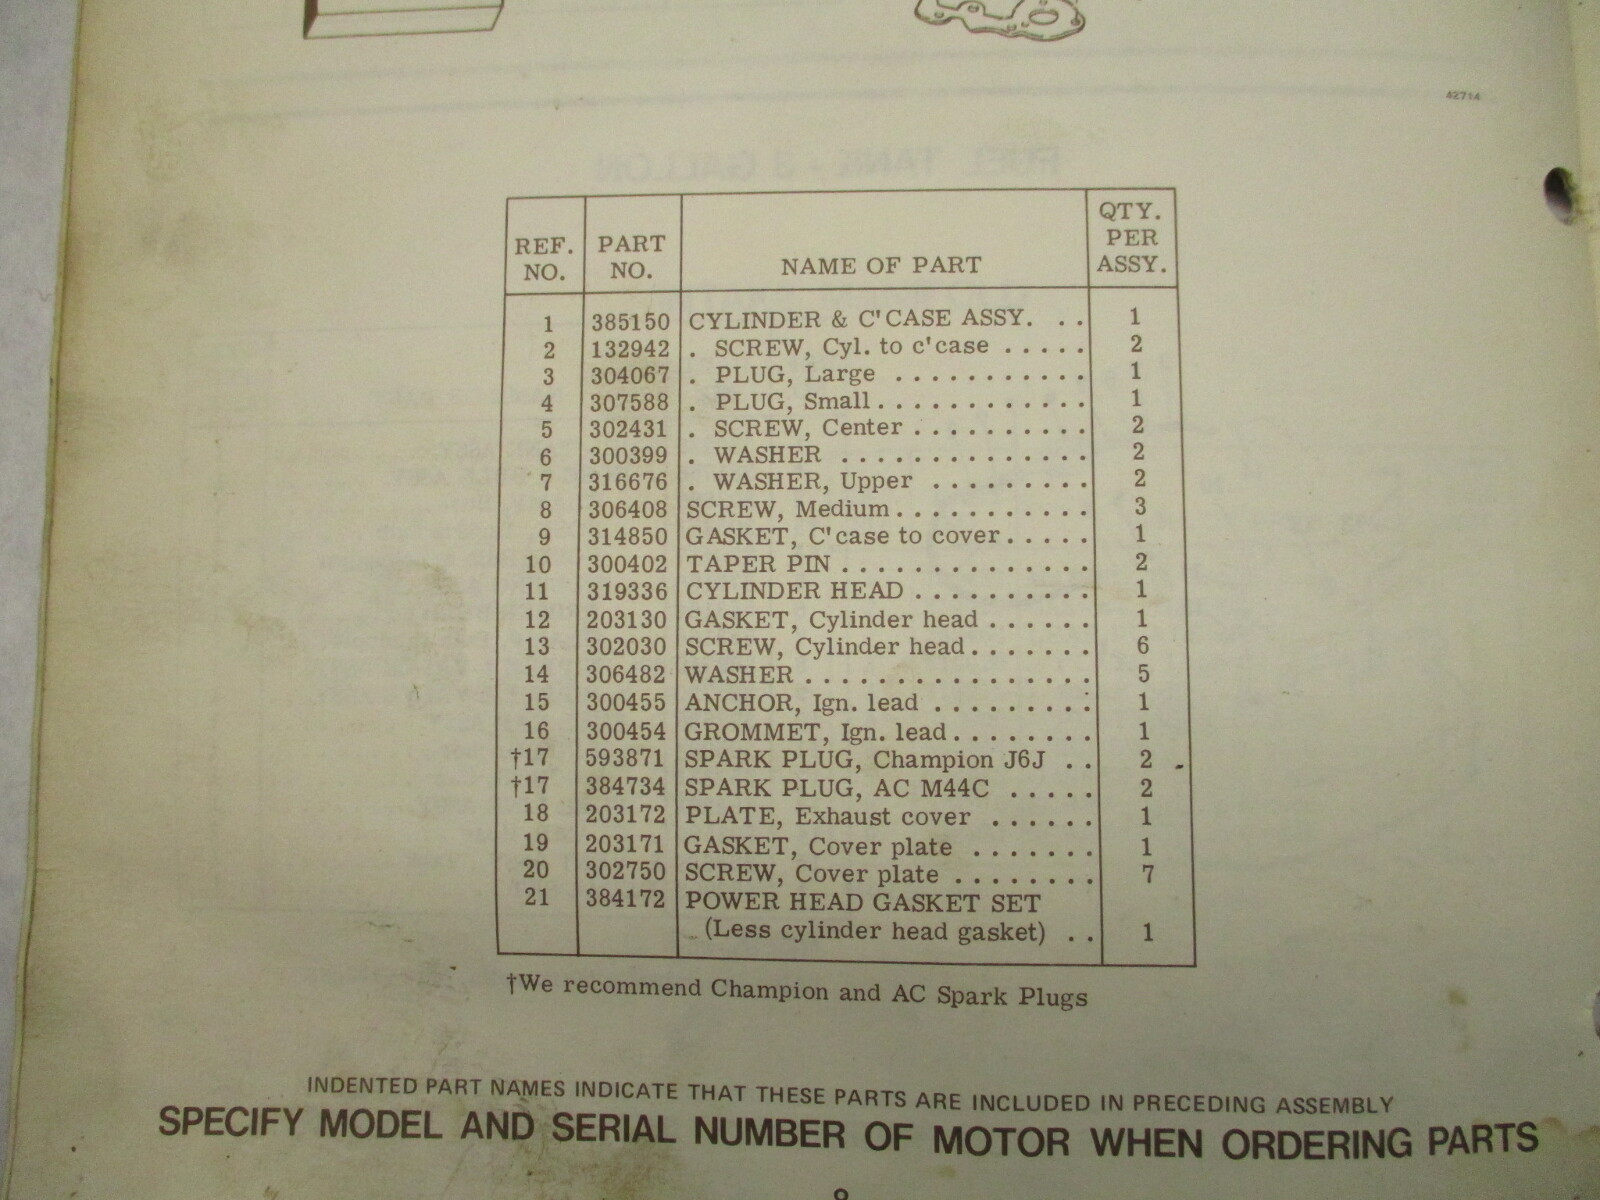 42714
REF. NO. PART NO. NAME OF PART QTY. PER ASSY.
1 385150 CYLINDER & C'CASE ASSY. . . 1
2 132942 . SCREW, Cyl. to c'case . . . . . 2
3 304067 . PLUG, Large . . . . . . . . . . . 1
4 307588 . PLUG, Small . . . . . . . . . . . . 1
5 302431 . SCREW, Center . . . . . . . . . . 2
6 300399 . WASHER . . . . . . . . . . . . . . 2
7 316676 . WASHER, Upper . . . . . . . . . 2
8 306408 SCREW, Medium . . . . . . . . . . . 3
9 314850 GASKET, C'case to cover . . . . . 1
10 300402 TAPER PIN . . . . . . . . . . . . . . 2
11 319336 CYLINDER HEAD . . . . . . . . . . 1
12 203130 GASKET, Cylinder head . . . . . . 1
13 302030 SCREW, Cylinder head . . . . . . . 6
14 306482 WASHER . . . . . . . . . . . . . . . . 5
15 300455 ANCHOR, Ign. lead . . . . . . . . . 1
16 300454 GROMMET, Ign. lead . . . . . . . . 1
†17 593871 SPARK PLUG, Champion J6J . . 2
†17 384734 SPARK PLUG, AC M44C . . . . . 2
18 203172 PLATE, Exhaust cover . . . . . . 1
19 203171 GASKET, Cover plate . . . . . . . 1
20 302750 SCREW, Cover plate . . . . . . . . 7
21 384172 POWER HEAD GASKET SET
(Less cylinder head gasket) . . 1
†We recommend Champion and AC Spark Plugs
INDENTED PART NAMES INDICATE THAT THESE PARTS ARE INCLUDED IN PRECEDING ASSEMBLY
SPECIFY MODEL AND SERIAL NUMBER OF MOTOR WHEN ORDERING PARTS